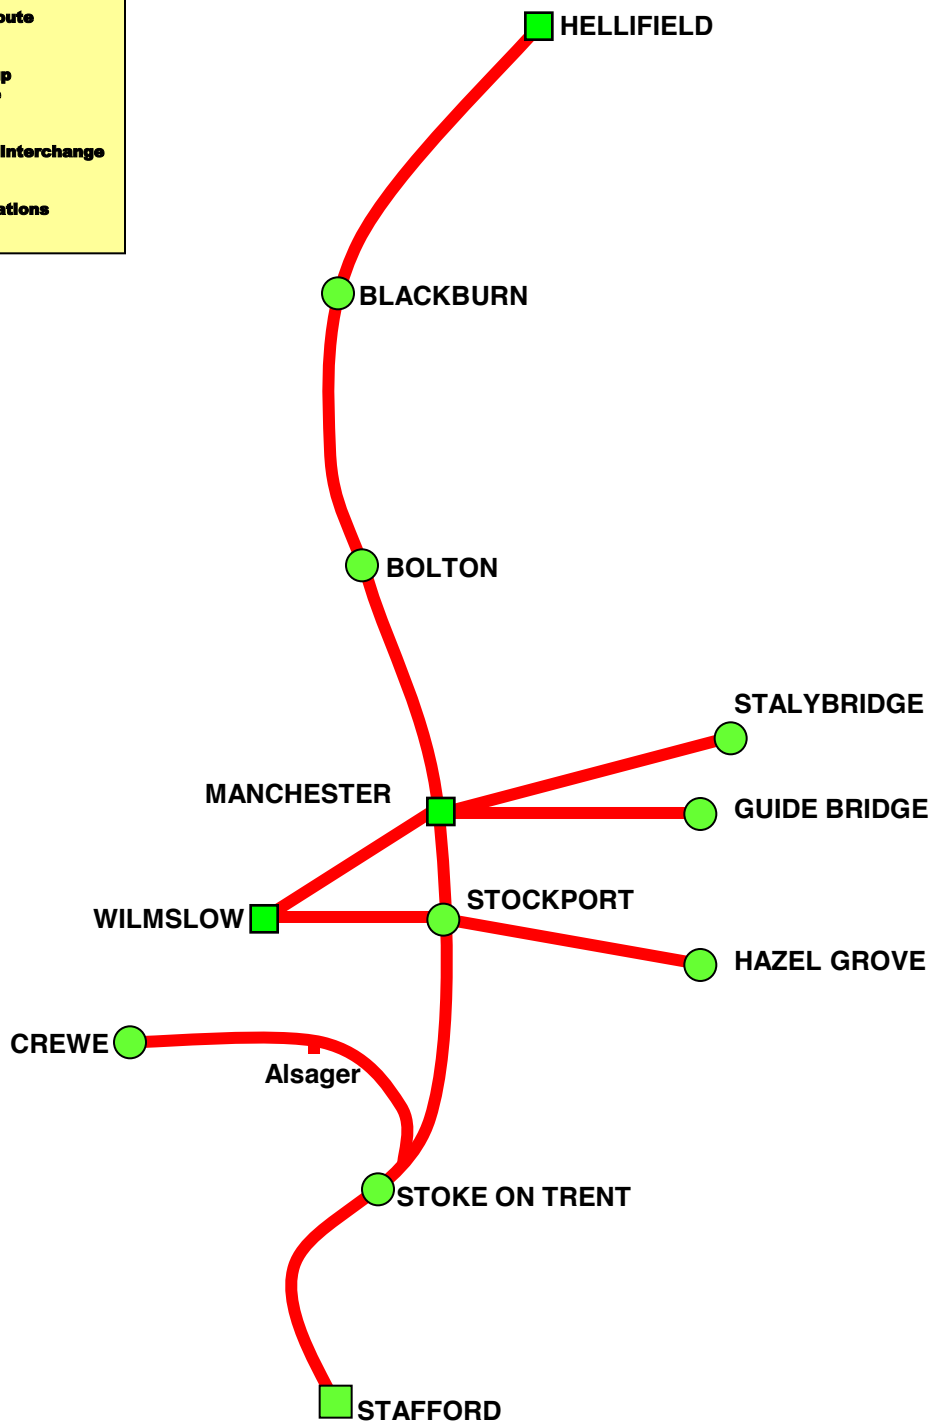 Interchange
HELLIFIELD
BLACKBURN
BOLTON
STALYBRIDGE
MANCHESTER
GUIDE BRIDGE
STOCKPORT
WILMSLOW
HAZEL GROVE
CREWE
Alsager
STOKE ON TRENT
STAFFORD